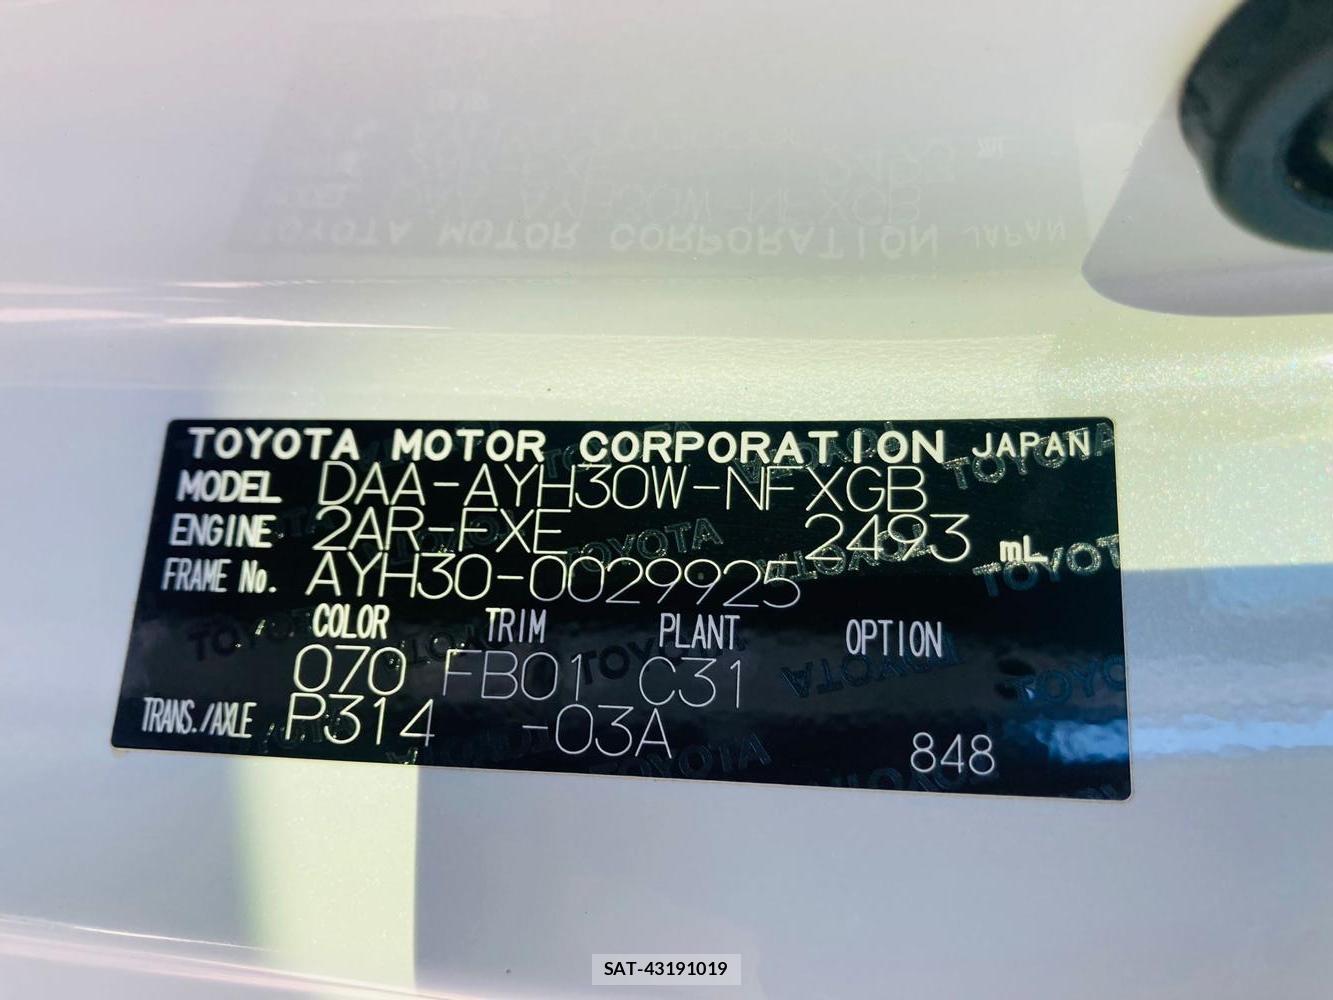 TOYOTA MOTOR CORPORATION JAPAN
MODEL DAA-AYH30W-NFXGB
ENGINE 2AR-FXE 2493 mL
FRAME No. AYH30-0029925
COLOR TRIM PLANT OPTION
070 FB01 C31
TRANS./AXLE P314 -03A
848
SAT-43191019